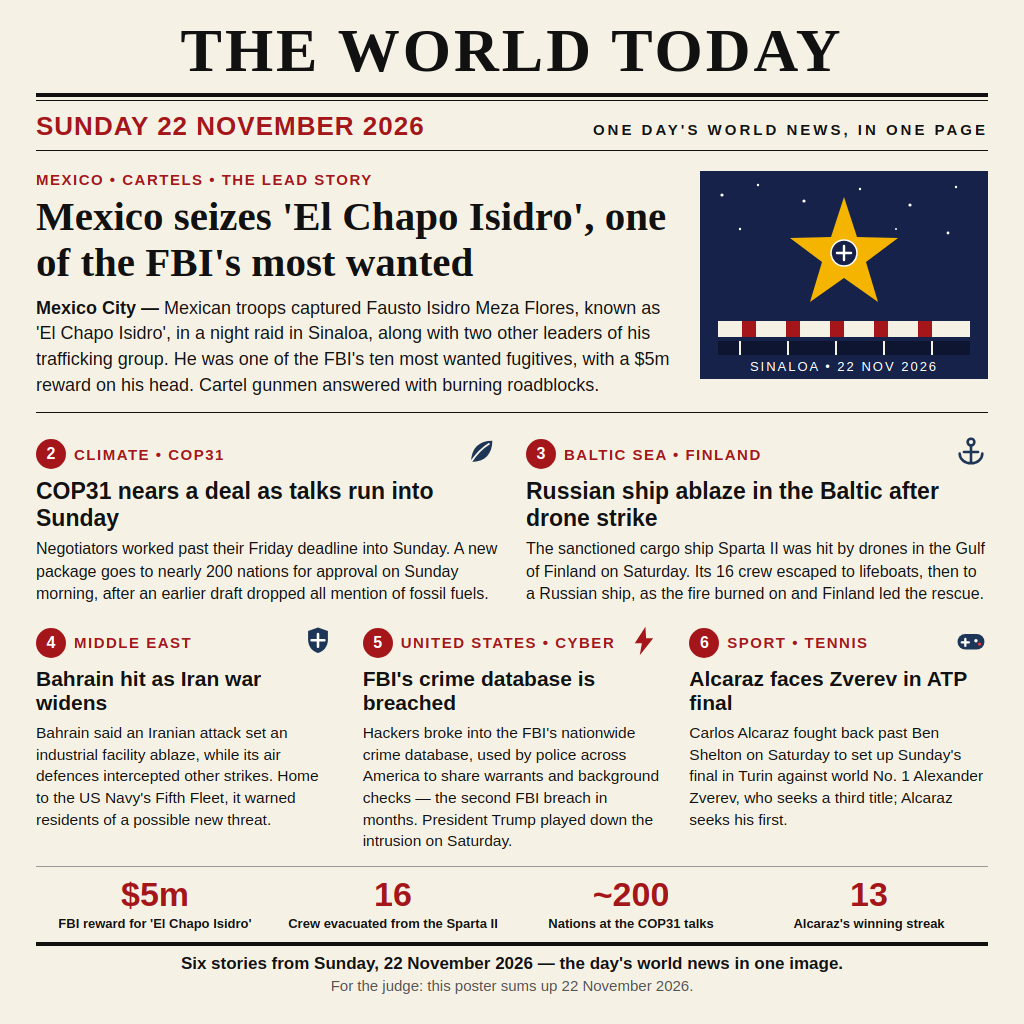 THE WORLD TODAY
SUNDAY 22 NOVEMBER 2026
ONE DAY'S WORLD NEWS, IN ONE PAGE
MEXICO • CARTELS • THE LEAD STORY
Mexico seizes 'El Chapo Isidro', one
of the FBI's most wanted
Mexico City — Mexican troops captured Fausto Isidro Meza Flores, known as
'El Chapo Isidro', in a night raid in Sinaloa, along with two other leaders of his
trafficking group. He was one of the FBI's ten most wanted fugitives, with a $5m
reward on his head. Cartel gunmen answered with burning roadblocks.
SINALOA • 22 NOV 2026
2 CLIMATE • COP31
COP31 nears a deal as talks run into
Sunday
Negotiators worked past their Friday deadline into Sunday. A new
package goes to nearly 200 nations for approval on Sunday
morning, after an earlier draft dropped all mention of fossil fuels.
3 BALTIC SEA • FINLAND
Russian ship ablaze in the Baltic after
drone strike
The sanctioned cargo ship Sparta II was hit by drones in the Gulf
of Finland on Saturday. Its 16 crew escaped to lifeboats, then to
a Russian ship, as the fire burned on and Finland led the rescue.
4 MIDDLE EAST
Bahrain hit as Iran war
widens
Bahrain said an Iranian attack set an
industrial facility ablaze, while its air
defences intercepted other strikes. Home
to the US Navy's Fifth Fleet, it warned
residents of a possible new threat.
5 UNITED STATES • CYBER
FBI's crime database is
breached
Hackers broke into the FBI's nationwide
crime database, used by police across
America to share warrants and background
checks — the second FBI breach in
months. President Trump played down the
intrusion on Saturday.
6 SPORT • TENNIS
Alcaraz faces Zverev in ATP
final
Carlos Alcaraz fought back past Ben
Shelton on Saturday to set up Sunday's
final in Turin against world No. 1 Alexander
Zverev, who seeks a third title; Alcaraz
seeks his first.
$5m
FBI reward for 'El Chapo Isidro'
16
Crew evacuated from the Sparta II
~200
Nations at the COP31 talks
13
Alcaraz's winning streak
Six stories from Sunday, 22 November 2026 — the day's world news in one image.
For the judge: this poster sums up 22 November 2026.